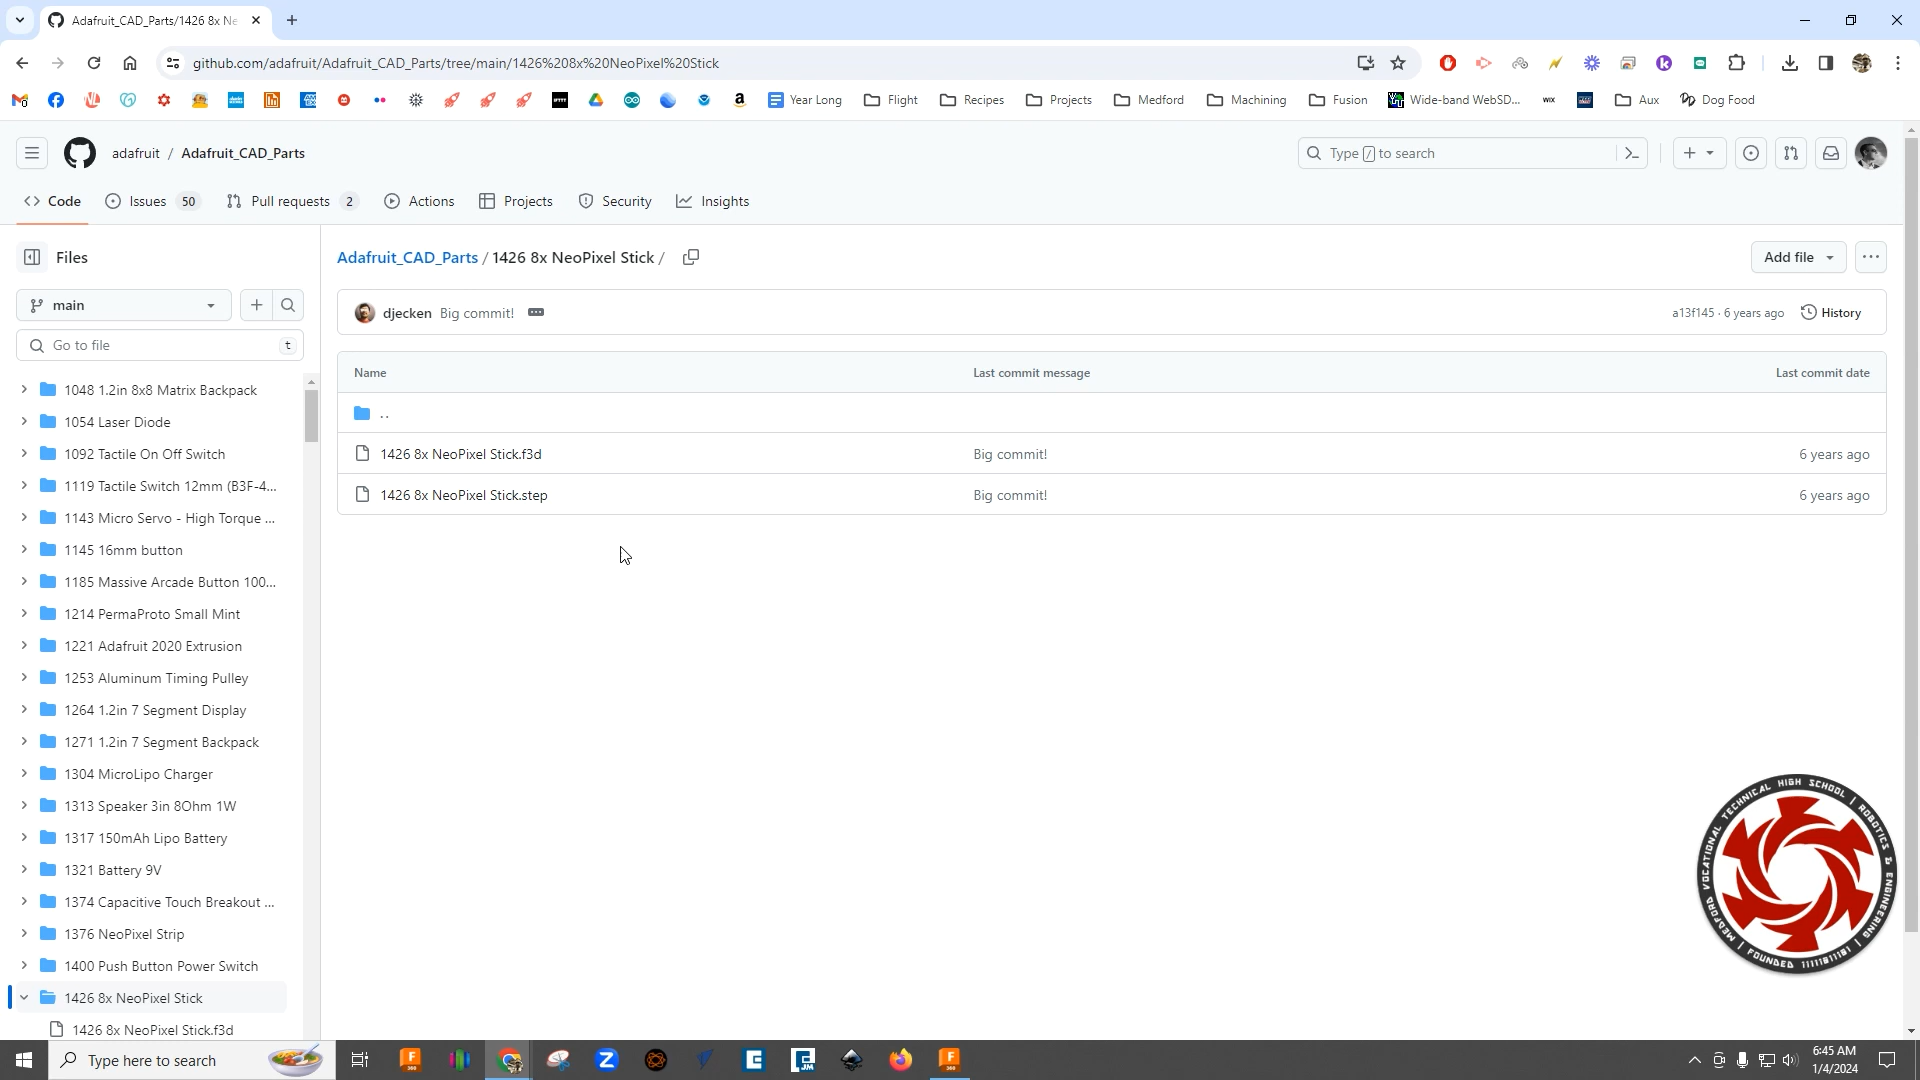 Adafruit_CAD_Parts/1426 8x Ne
github.com/adafruit/Adafruit_CAD_Parts/tree/main/1426%208x%20NeoPixel%20Stick
Year Long Flight Recipes Projects Medford Machining Fusion Wide-band WebSD... WIX Aux Dog Food
adafruit / Adafruit_CAD_Parts
Type / to search
Code Issues 50 Pull requests 2 Actions Projects Security Insights
Files
main
Go to file t
1048 1.2in 8x8 Matrix Backpack
1054 Laser Diode
1092 Tactile On Off Switch
1119 Tactile Switch 12mm (B3F-4...
1143 Micro Servo - High Torque ...
1145 16mm button
1185 Massive Arcade Button 100...
1214 PermaProto Small Mint
1221 Adafruit 2020 Extrusion
1253 Aluminum Timing Pulley
1264 1.2in 7 Segment Display
1271 1.2in 7 Segment Backpack
1304 MicroLipo Charger
1313 Speaker 3in 8Ohm 1W
1317 150mAh Lipo Battery
1321 Battery 9V
1374 Capacitive Touch Breakout ...
1376 NeoPixel Strip
1400 Push Button Power Switch
1426 8x NeoPixel Stick
1426 8x NeoPixel Stick.f3d
Adafruit_CAD_Parts / 1426 8x NeoPixel Stick /
Add file
djecken Big commit!
a13f145 · 6 years ago History
Name Last commit message Last commit date
..
1426 8x NeoPixel Stick.f3d Big commit! 6 years ago
1426 8x NeoPixel Stick.step Big commit! 6 years ago
MEDFORD VOCATIONAL TECHNICAL HIGH SCHOOL | ROBOTICS & ENGINEERING |
Type here to search
6:45 AM
1/4/2024